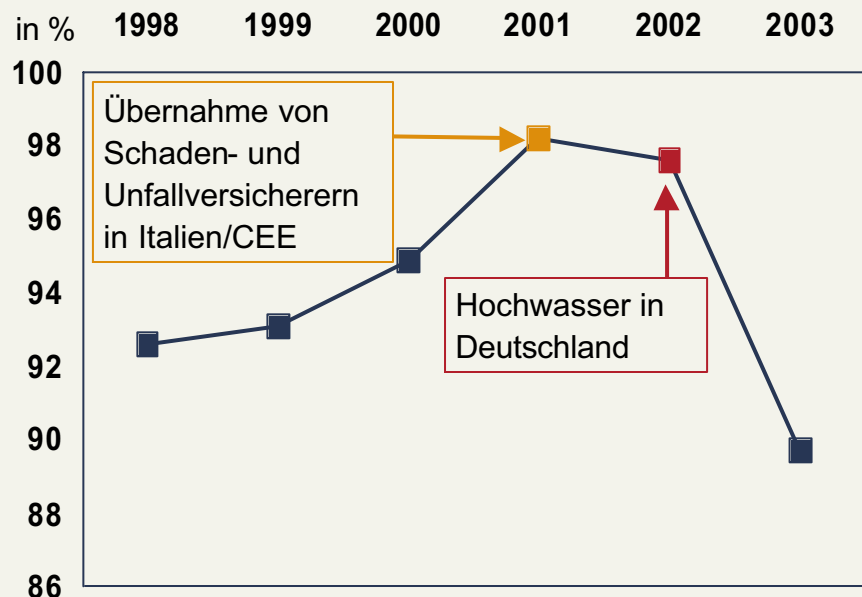 in % 1998 1999 2000 2001 2002 2003
100
98
96
94
92
90
88
86
Übernahme von
Schaden- und
Unfallversicherern
in Italien/CEE
Hochwasser in
Deutschland